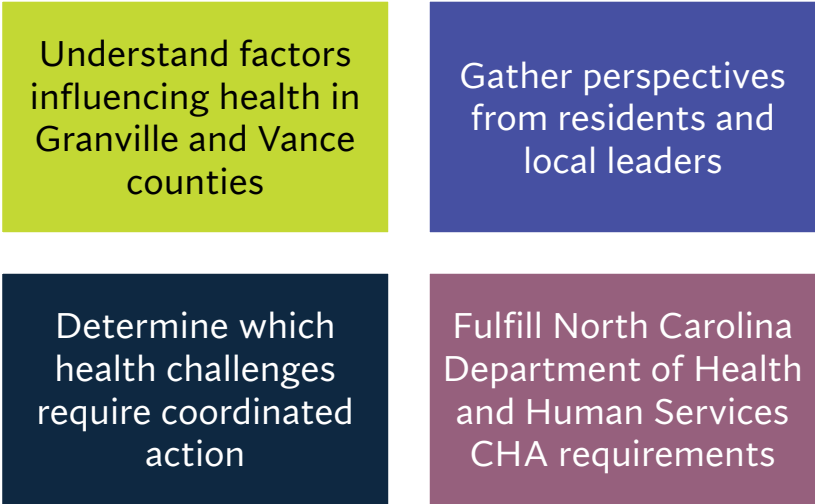 Understand factors
influencing health in
Granville and Vance
counties
Gather perspectives
from residents and
local leaders
Determine which
health challenges
require coordinated
action
Fulfill North Carolina
Department of Health
and Human Services
CHA requirements